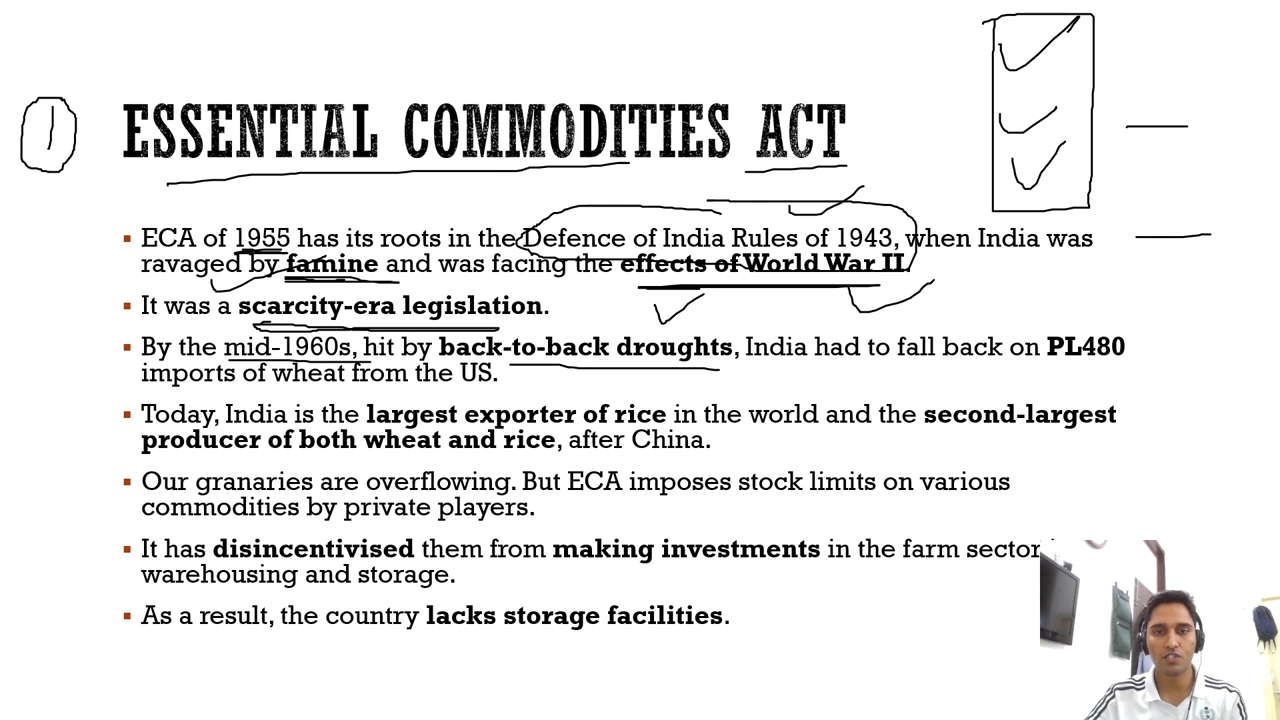 1
ESSENTIAL COMMODITIES ACT
▪ ECA of 1955 has its roots in the Defence of India Rules of 1943, when India was
ravaged by famine and was facing the effects of World War II.
▪ It was a scarcity-era legislation.
▪ By the mid-1960s, hit by back-to-back droughts, India had to fall back on PL480
imports of wheat from the US.
▪ Today, India is the largest exporter of rice in the world and the second-largest
producer of both wheat and rice, after China.
▪ Our granaries are overflowing. But ECA imposes stock limits on various
commodities by private players.
▪ It has disincentivised them from making investments in the farm sector
warehousing and storage.
▪ As a result, the country lacks storage facilities.